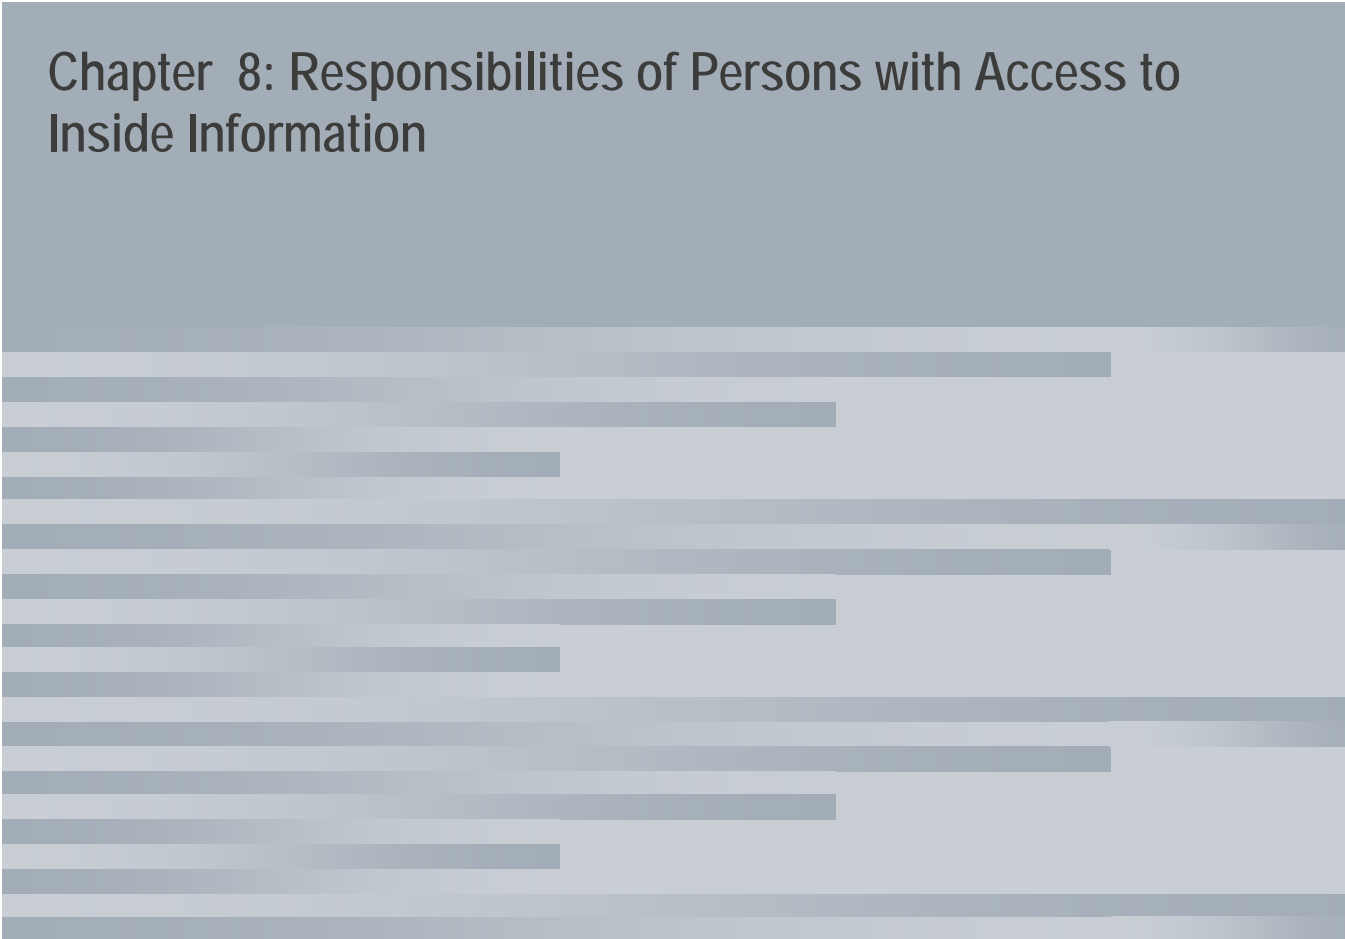 Chapter 8: Responsibilities of Persons with Access to
Inside Information